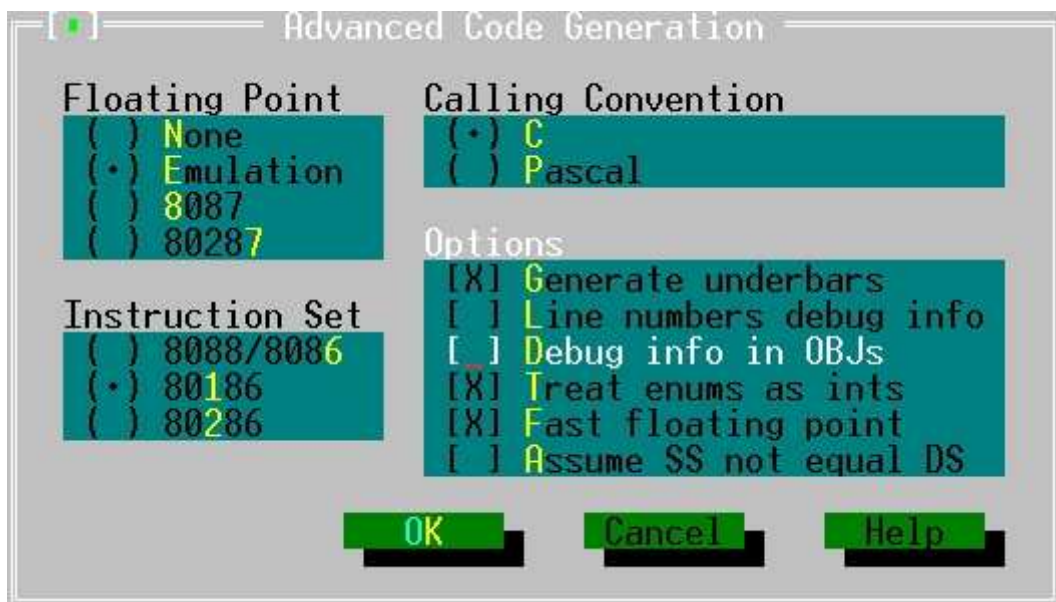 [▪] Advanced Code Generation
Floating Point
( ) None
(•) Emulation
( ) 8087
( ) 80287
Instruction Set
( ) 8088/8086
(•) 80186
( ) 80286
Calling Convention
(•) C
( ) Pascal
Options
[X] Generate underbars
[ ] Line numbers debug info
[_] Debug info in OBJs
[X] Treat enums as ints
[X] Fast floating point
[ ] Assume SS not equal DS
OK Cancel Help